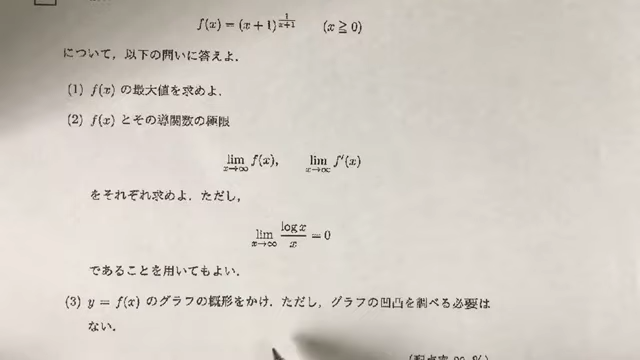 f(x) = (x+1)^{\frac{1}{x+1}}　(x ≧ 0)
について，以下の問いに答えよ．
(1) f(x) の最大値を求めよ．
(2) f(x) とその導関数の極限
\lim_{x→∞} f(x),　\lim_{x→∞} f′(x)
をそれぞれ求めよ．ただし，
\lim_{x→∞} \frac{\log x}{x} = 0
であることを用いてもよい．
(3) y = f(x) のグラフの概形をかけ．ただし，グラフの凹凸を調べる必要は
ない．